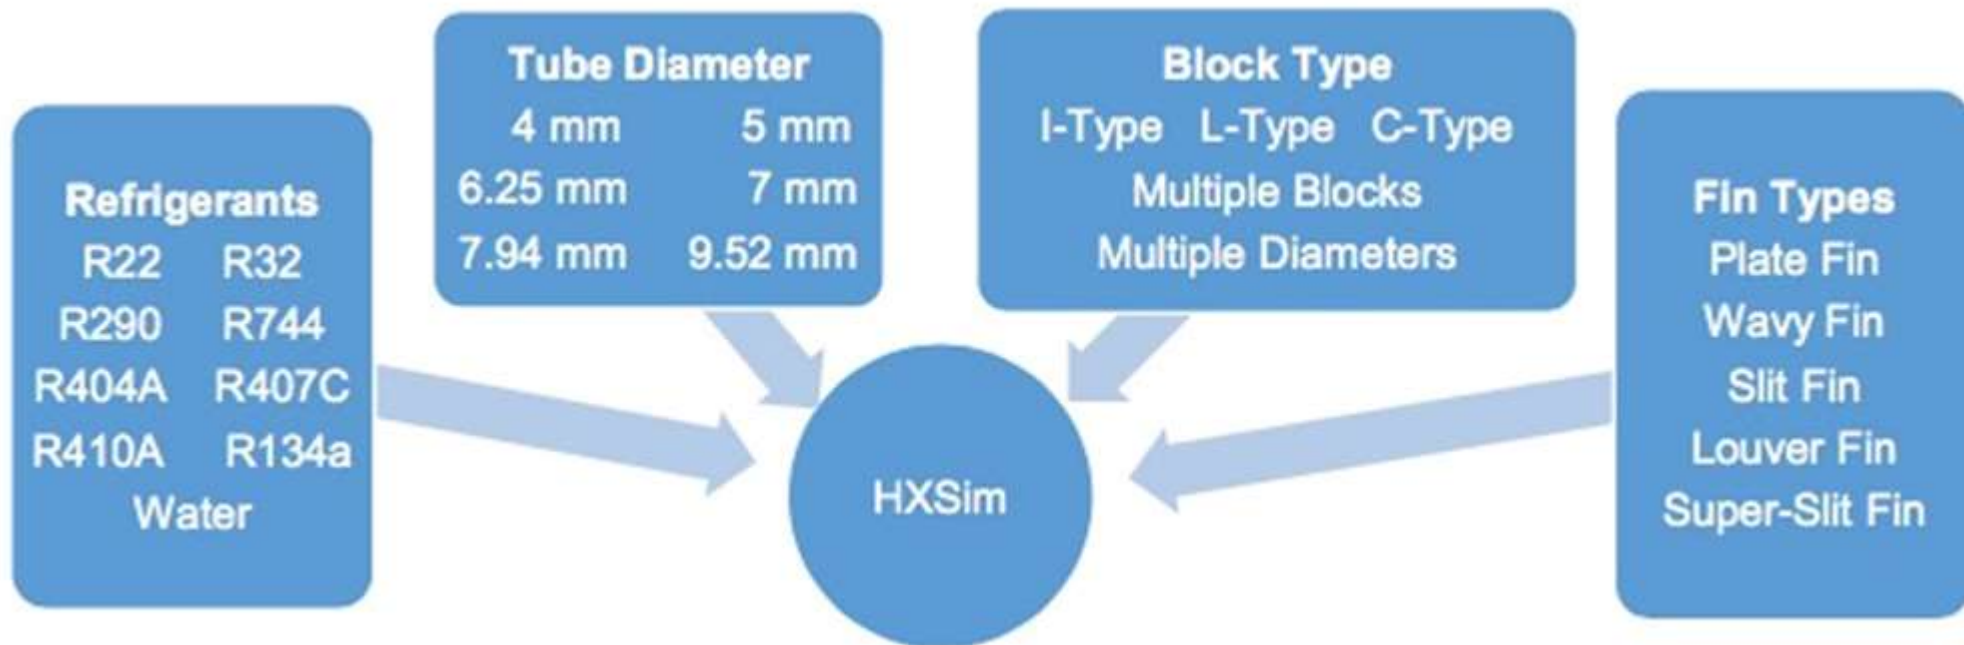 Refrigerants
R22 R32
R290 R744
R404A R407C
R410A R134a
Water
Tube Diameter
4 mm 5 mm
6.25 mm 7 mm
7.94 mm 9.52 mm
Block Type
I-Type L-Type C-Type
Multiple Blocks
Multiple Diameters
Fin Types
Plate Fin
Wavy Fin
Slit Fin
Louver Fin
Super-Slit Fin
HXSim